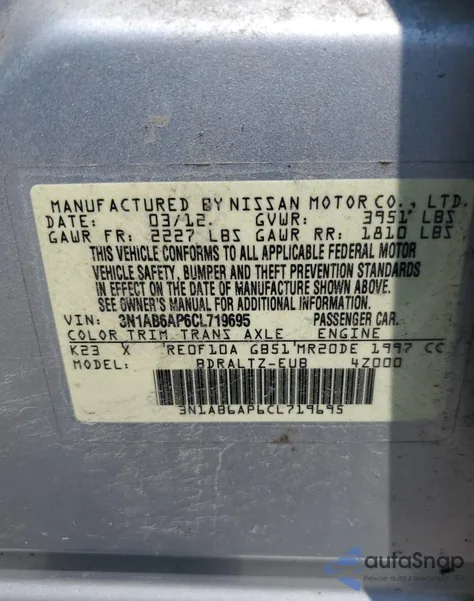 MANUFACTURED BY NISSAN MOTOR CO., LTD.
DATE: 03/12. GVWR: 3951 LBS
GAWR FR: 2227 LBS GAWR RR: 1810 LBS
THIS VEHICLE CONFORMS TO ALL APPLICABLE FEDERAL MOTOR
VEHICLE SAFETY, BUMPER AND THEFT PREVENTION STANDARDS
IN EFFECT ON THE DATE OF MANUFACTURE SHOWN ABOVE.
SEE OWNER'S MANUAL FOR ADDITIONAL INFORMATION.
VIN: 3N1AB6AP6CL719695 PASSENGER CAR.
COLOR TRIM TRANS AXLE ENGINE
K23 X RE0F10A GB51 MR20DE 1997 CC
MODEL: BDRALTZ-EUB 4Z000
3N1AB6AP6CL719695
autaSnap